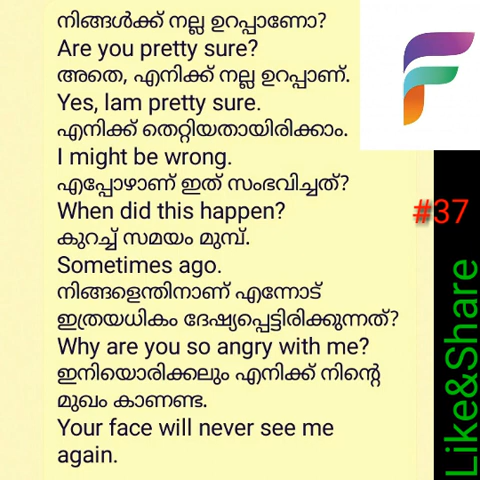 നിങ്ങൾക്ക് നല്ല ഉറപ്പാണോ?
Are you pretty sure?
അതെ, എനിക്ക് നല്ല ഉറപ്പാണ്.
Yes, Iam pretty sure.
എനിക്ക് തെറ്റിയതായിരിക്കാം.
I might be wrong.
എപ്പോഴാണ് ഇത് സംഭവിച്ചത്?
When did this happen?
കുറച്ച് സമയം മുമ്പ്.
Sometimes ago.
നിങ്ങളെന്തിനാണ് എന്നോട്
ഇത്രയധികം ദേഷ്യപ്പെട്ടിരിക്കുന്നത്?
Why are you so angry with me?
ഇനിയൊരിക്കലും എനിക്ക് നിന്റെ
മുഖം കാണണ്ട.
Your face will never see me
again.
#37
Like&Share